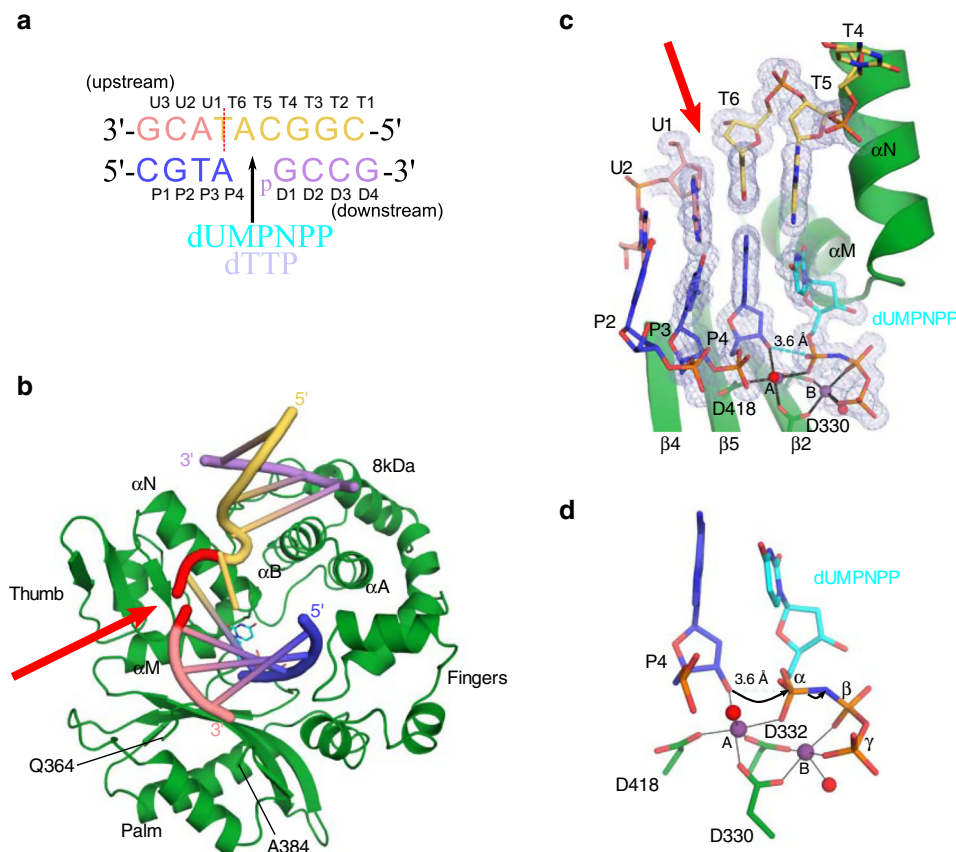 a
(upstream)
U3 U2 U1 T6 T5 T4 T3 T2 T1
3'-GCATACGGC-5'
5'-CGTA
pGCCG-3'
P1 P2 P3 P4
D1 D2 D3 D4
(downstream)
dUMPNPP
dTTP
b
5'
3'
8kDa
αN
αB
αA
Thumb
5'
αM
Fingers
3'
Q364
Palm
A384
c
T4
T5
T6
U1
αN
U2
αM
dUMPNPP
P2
P3
P4
3.6 Å
A
B
D418
D330
β4
β5
β2
d
dUMPNPP
P4
3.6 Å
α
β
D332
A
γ
B
D418
D330